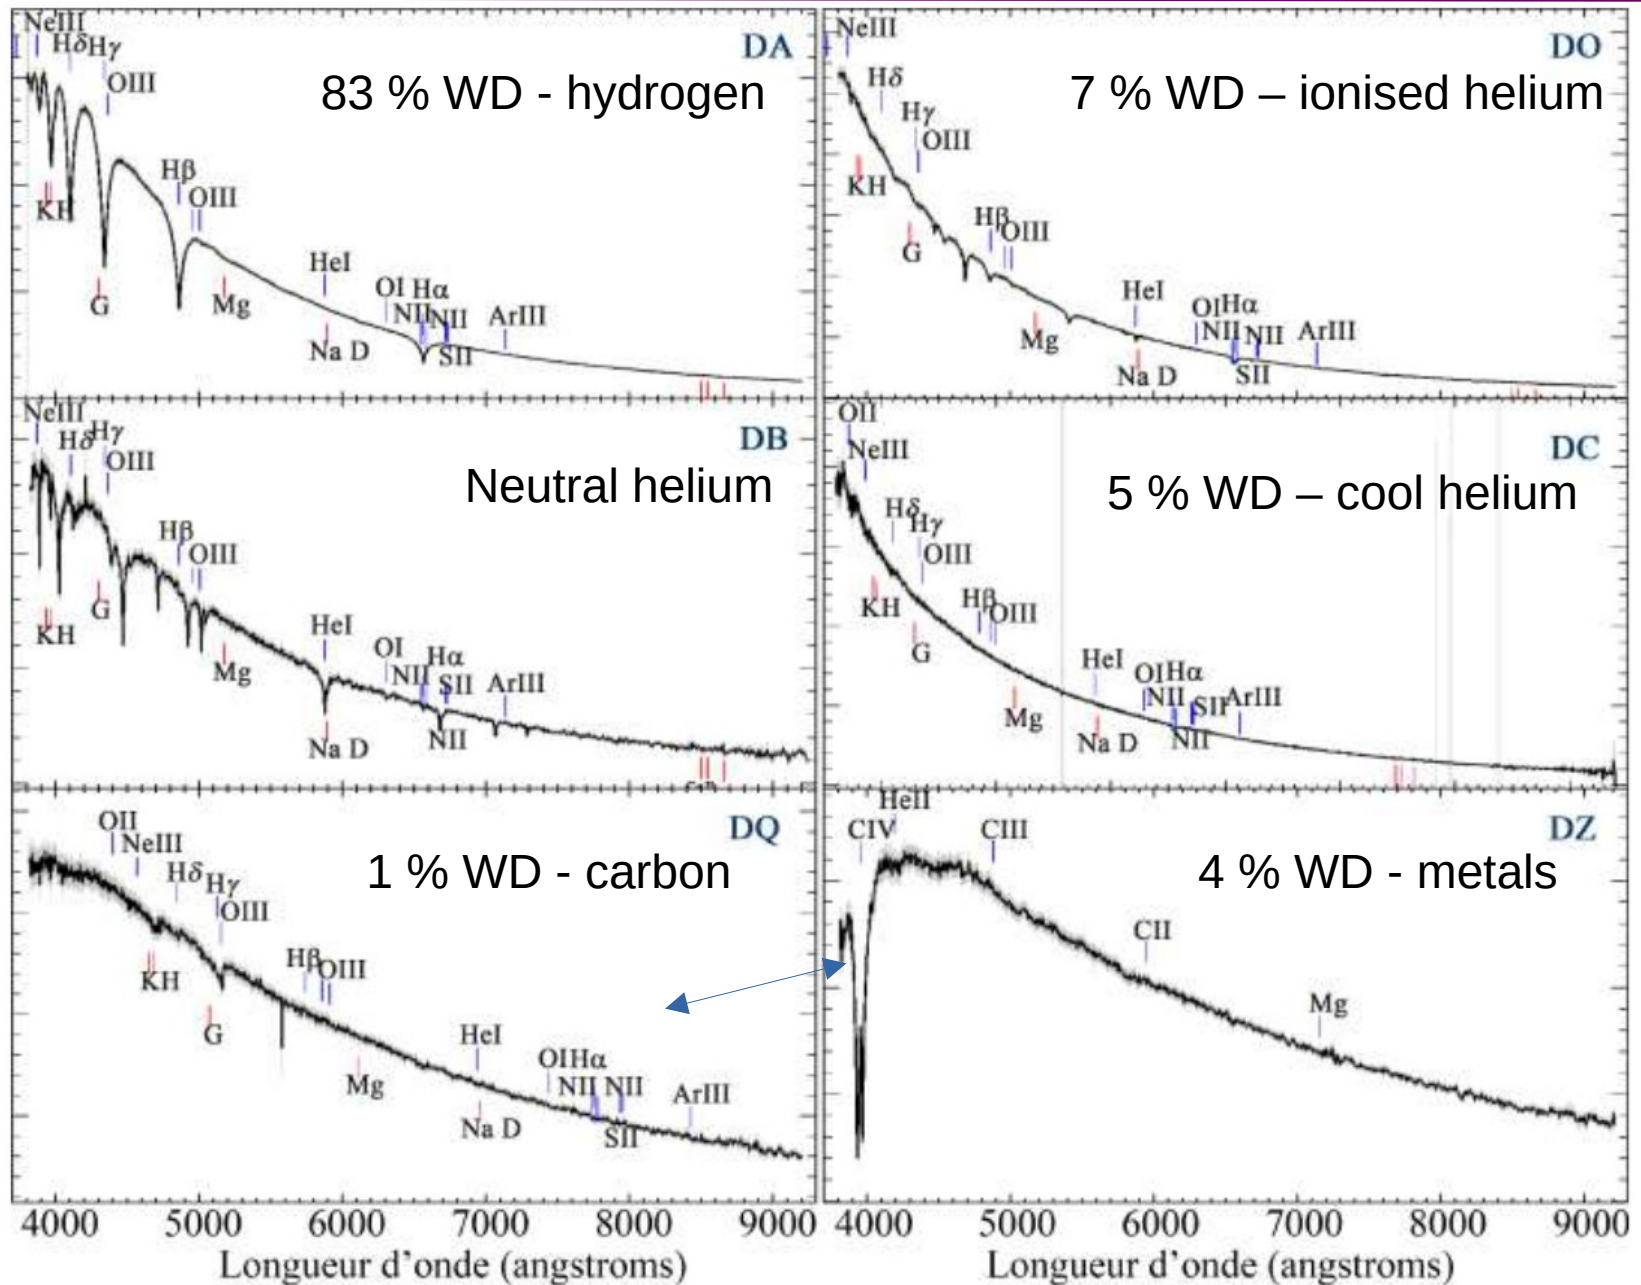 NeIII
Hδ Hγ
DA
OIII
83 % WD - hydrogen
Hβ
KH
OIII
HeI
G
Mg
OI Hα
NII NII
ArIII
Na D
SII
NeIII
DO
Hδ
7 % WD – ionised helium
Hγ
OIII
KH
Hβ
OIII
G
HeI
OI Hα
Mg
NII NII
ArIII
Na D
SII
NeIII
Hδ Hγ
DB
OIII
Neutral helium
Hβ
OIII
G
KH
HeI
OI Hα
Mg
NII SII
ArIII
Na D
NII
OII
DC
NeIII
5 % WD – cool helium
Hδ
Hγ
OIII
KH
Hβ
OIII
G
HeI
OI Hα
NII SII ArIII
Mg
Na D
NII
OII
DQ
NeIII
Hδ
1 % WD - carbon
Hγ
OIII
Hβ
OIII
KH
G
HeI
OI Hα
Mg
NII NII
ArIII
Na D
SII
HeII
CIV
CIII
DZ
4 % WD - metals
CII
Mg
4000 5000 6000 7000 8000 9000
Longueur d’onde (angstroms)
4000 5000 6000 7000 8000 9000
Longueur d’onde (angstroms)